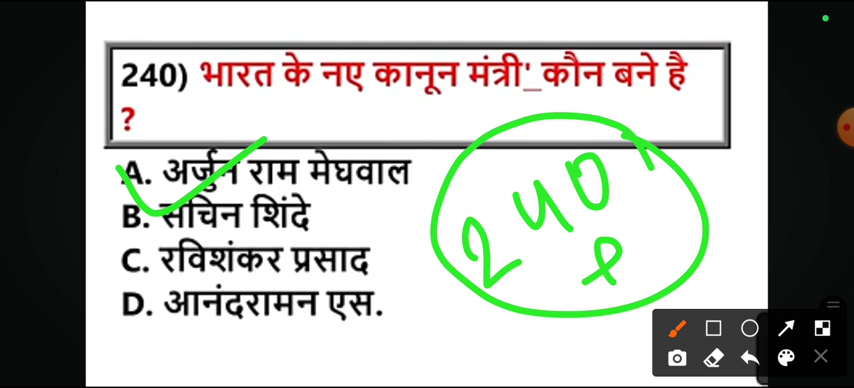 240) भारत के नए कानून मंत्री'_कौन बने है
?
A. अर्जुन राम मेघवाल
B. सचिन शिंदे
C. रविशंकर प्रसाद
D. आनंदरामन एस.
240